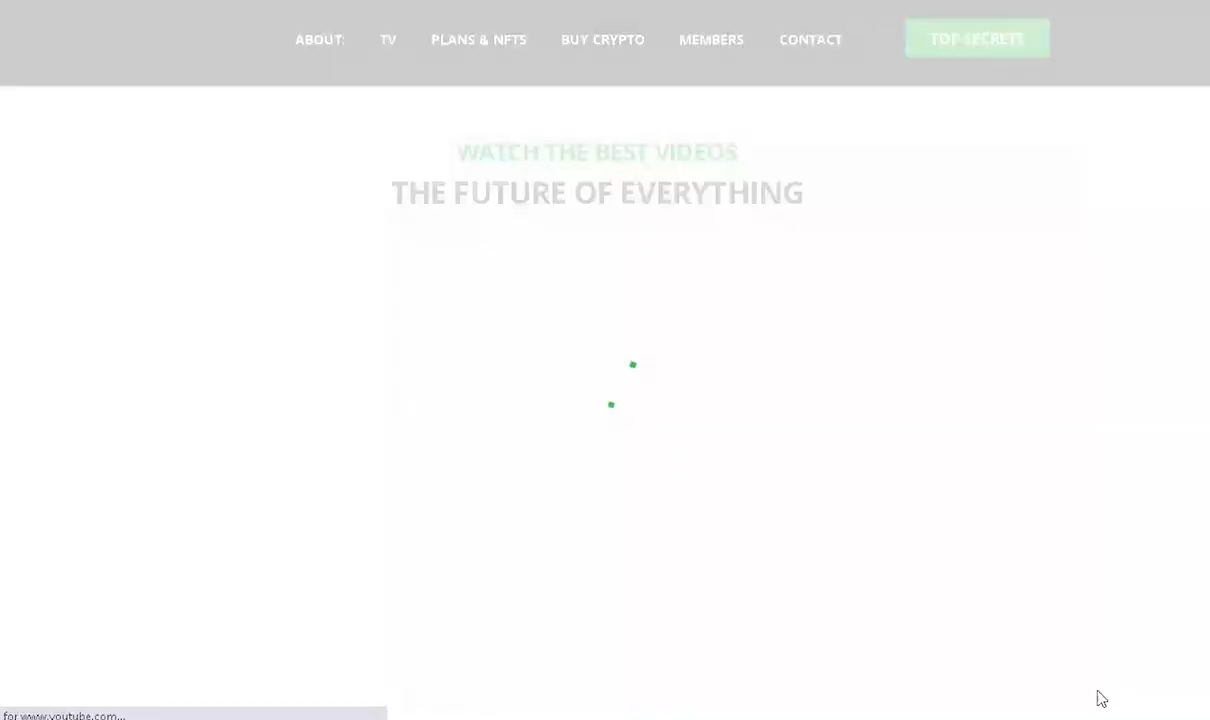 ABOUT: TV PLANS & NFTS BUY CRYPTO MEMBERS CONTACT TOP SECRETS
WATCH THE BEST VIDEOS
THE FUTURE OF EVERYTHING
for www.youtube.com...